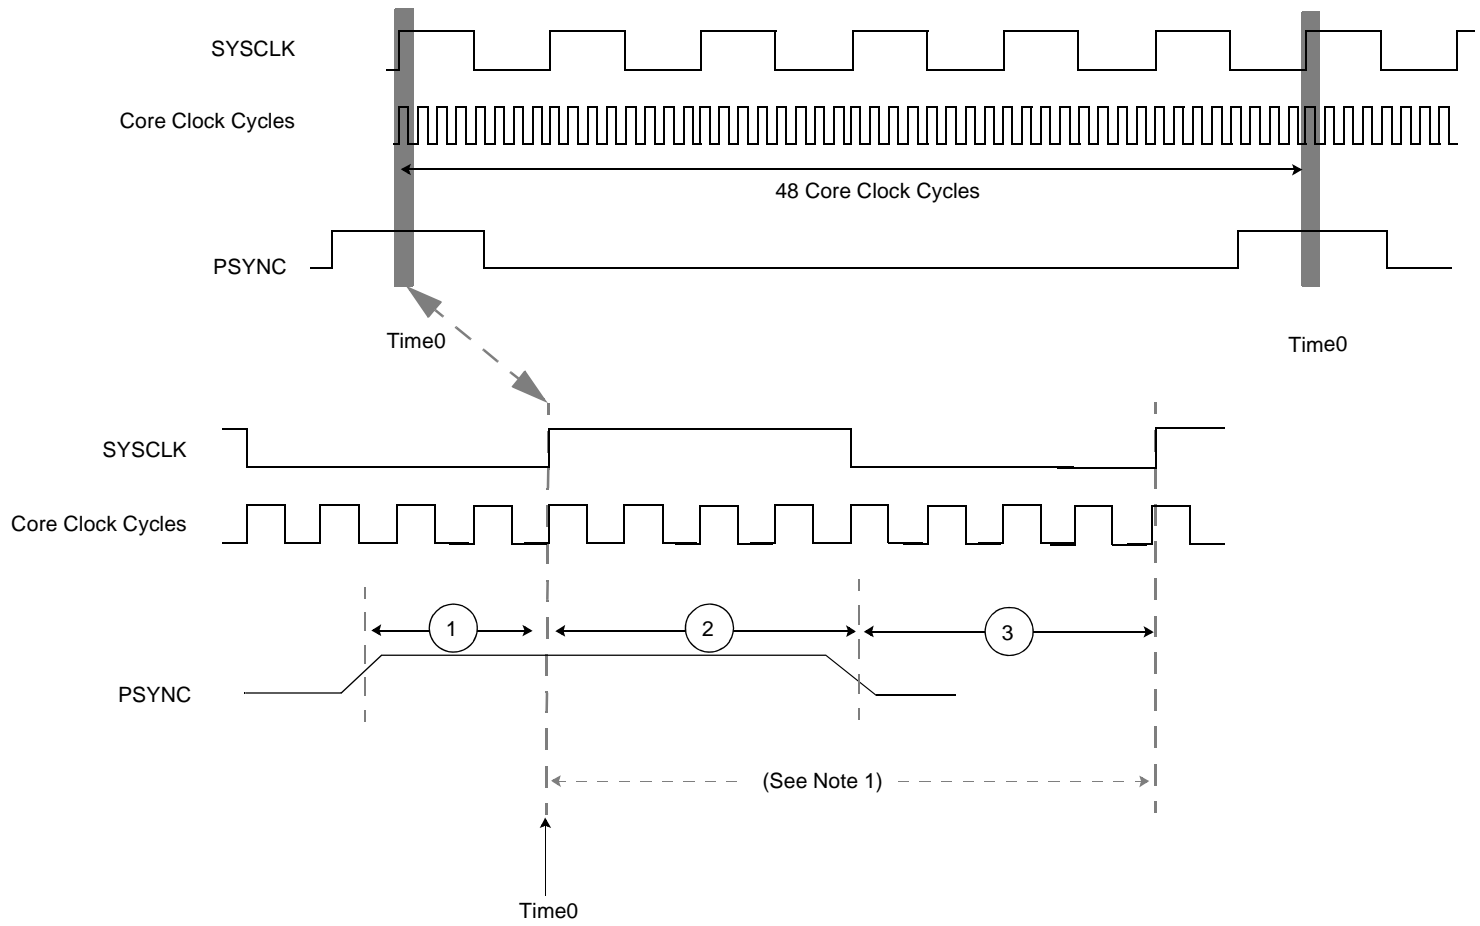 SYSCLK
Core Clock Cycles
48 Core Clock Cycles
PSYNC
Time0
Time0
SYSCLK
Core Clock Cycles
1
2
3
PSYNC
(See Note 1)
Time0